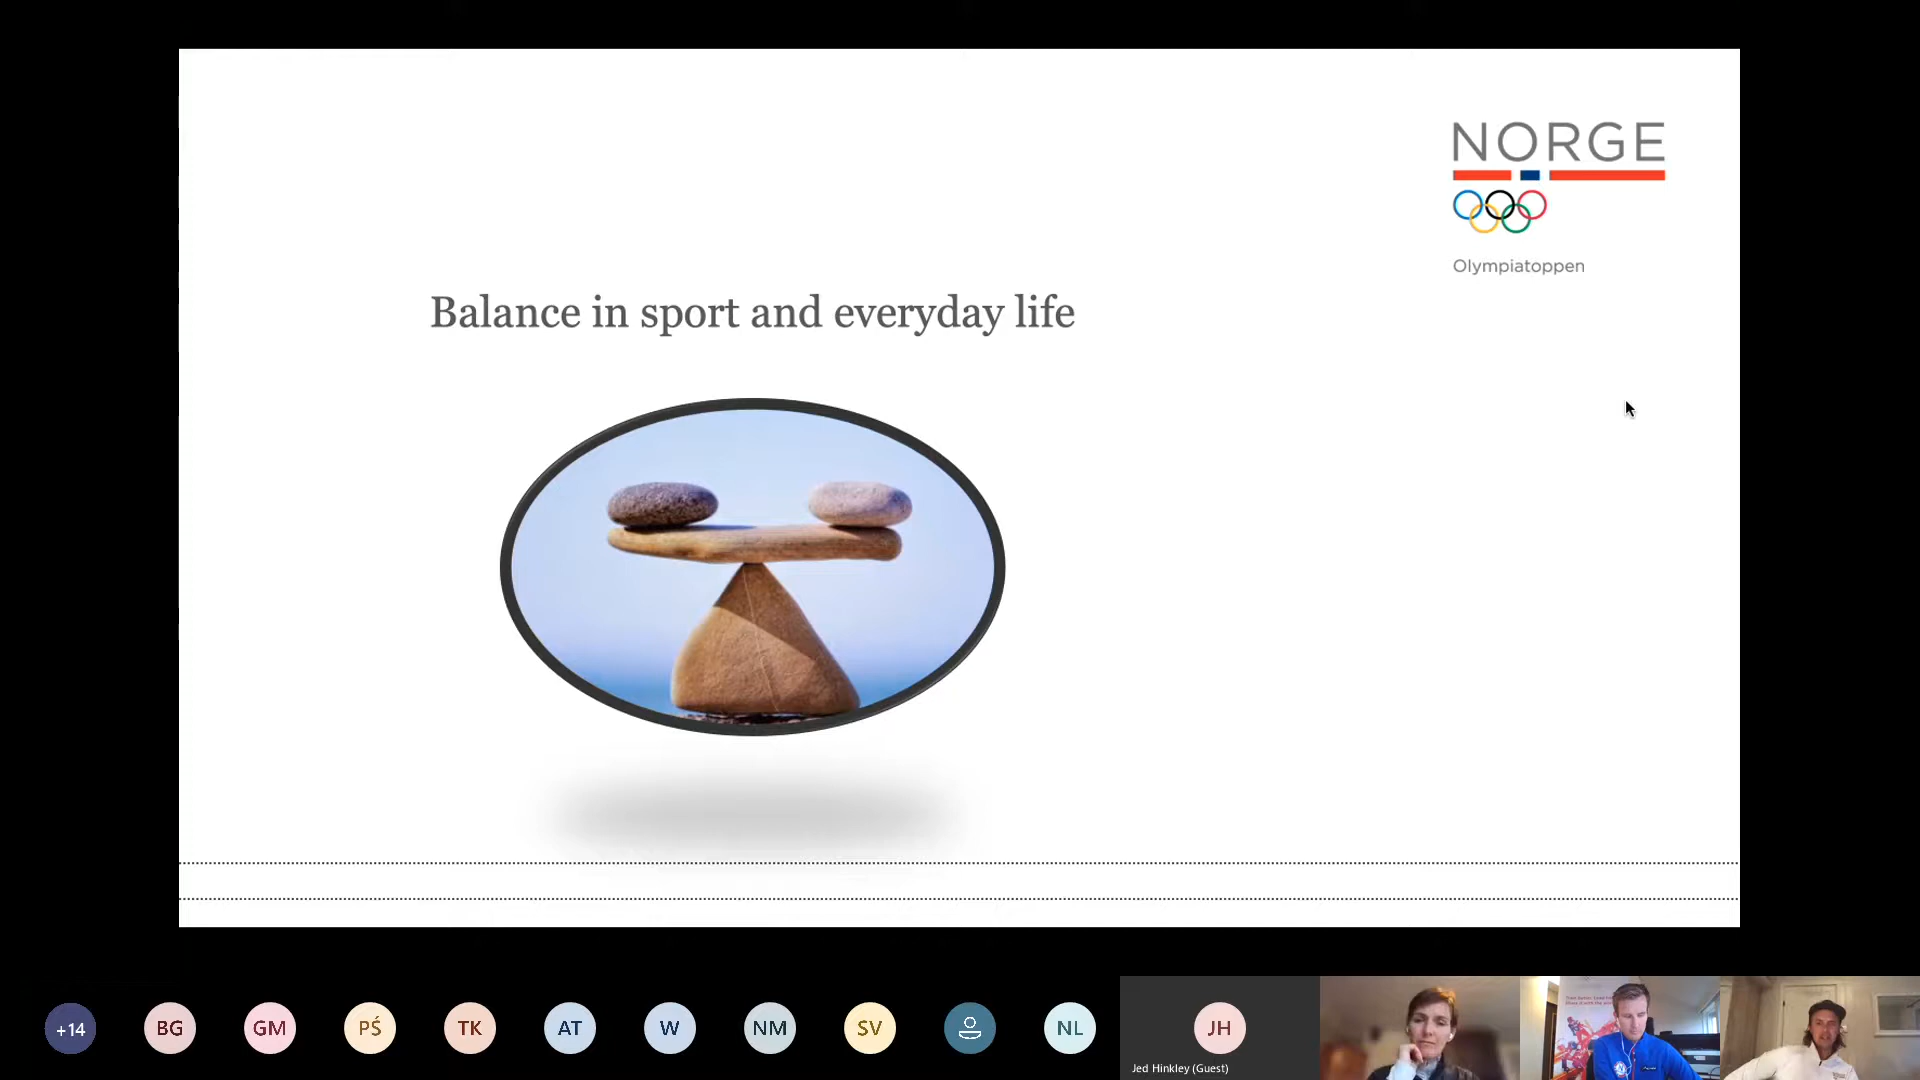 NORGE
Olympiatoppen
Balance in sport and everyday life
+14
BG
GM
PŚ
TK
AT
W
NM
SV
NL
JH
Jed Hinkley (Guest)